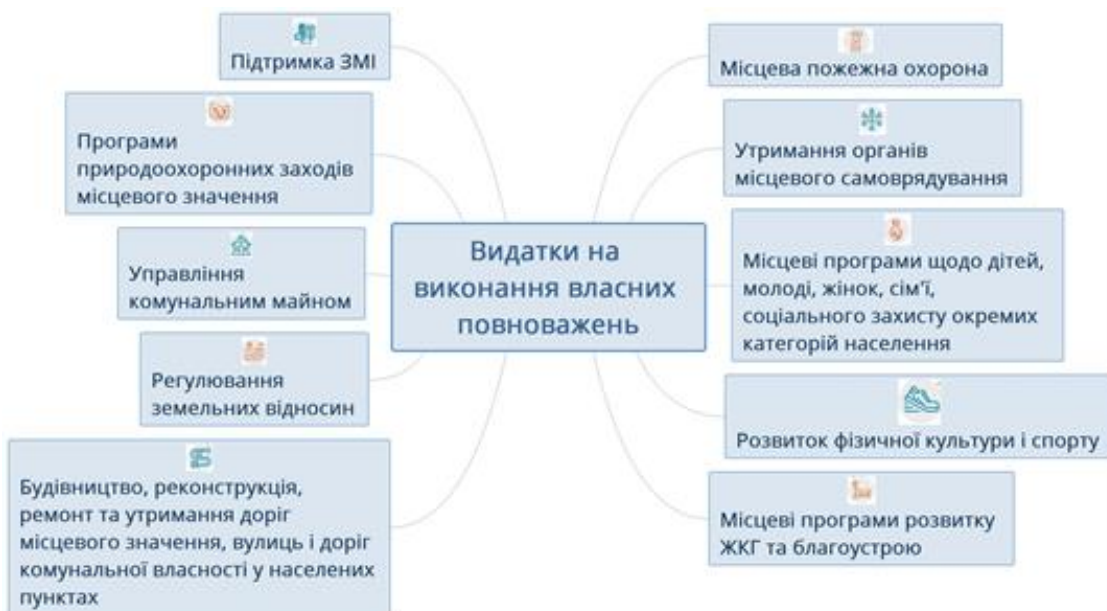 Підтримка ЗМІ
Програми
природоохоронних заходів
місцевого значення
Управління
комунальним майном
Регулювання
земельних відносин
Будівництво, реконструкція,
ремонт та утримання доріг
місцевого значення, вулиць і доріг
комунальної власності у населених
пунктах
Видатки на
виконання власних
повноважень
Місцева пожежна охорона
Утримання органів
місцевого самоврядування
Місцеві програми щодо дітей,
молоді, жінок, сім'ї,
соціального захисту окремих
категорій населення
Розвиток фізичної культури і спорту
Місцеві програми розвитку
ЖКГ та благоустрою